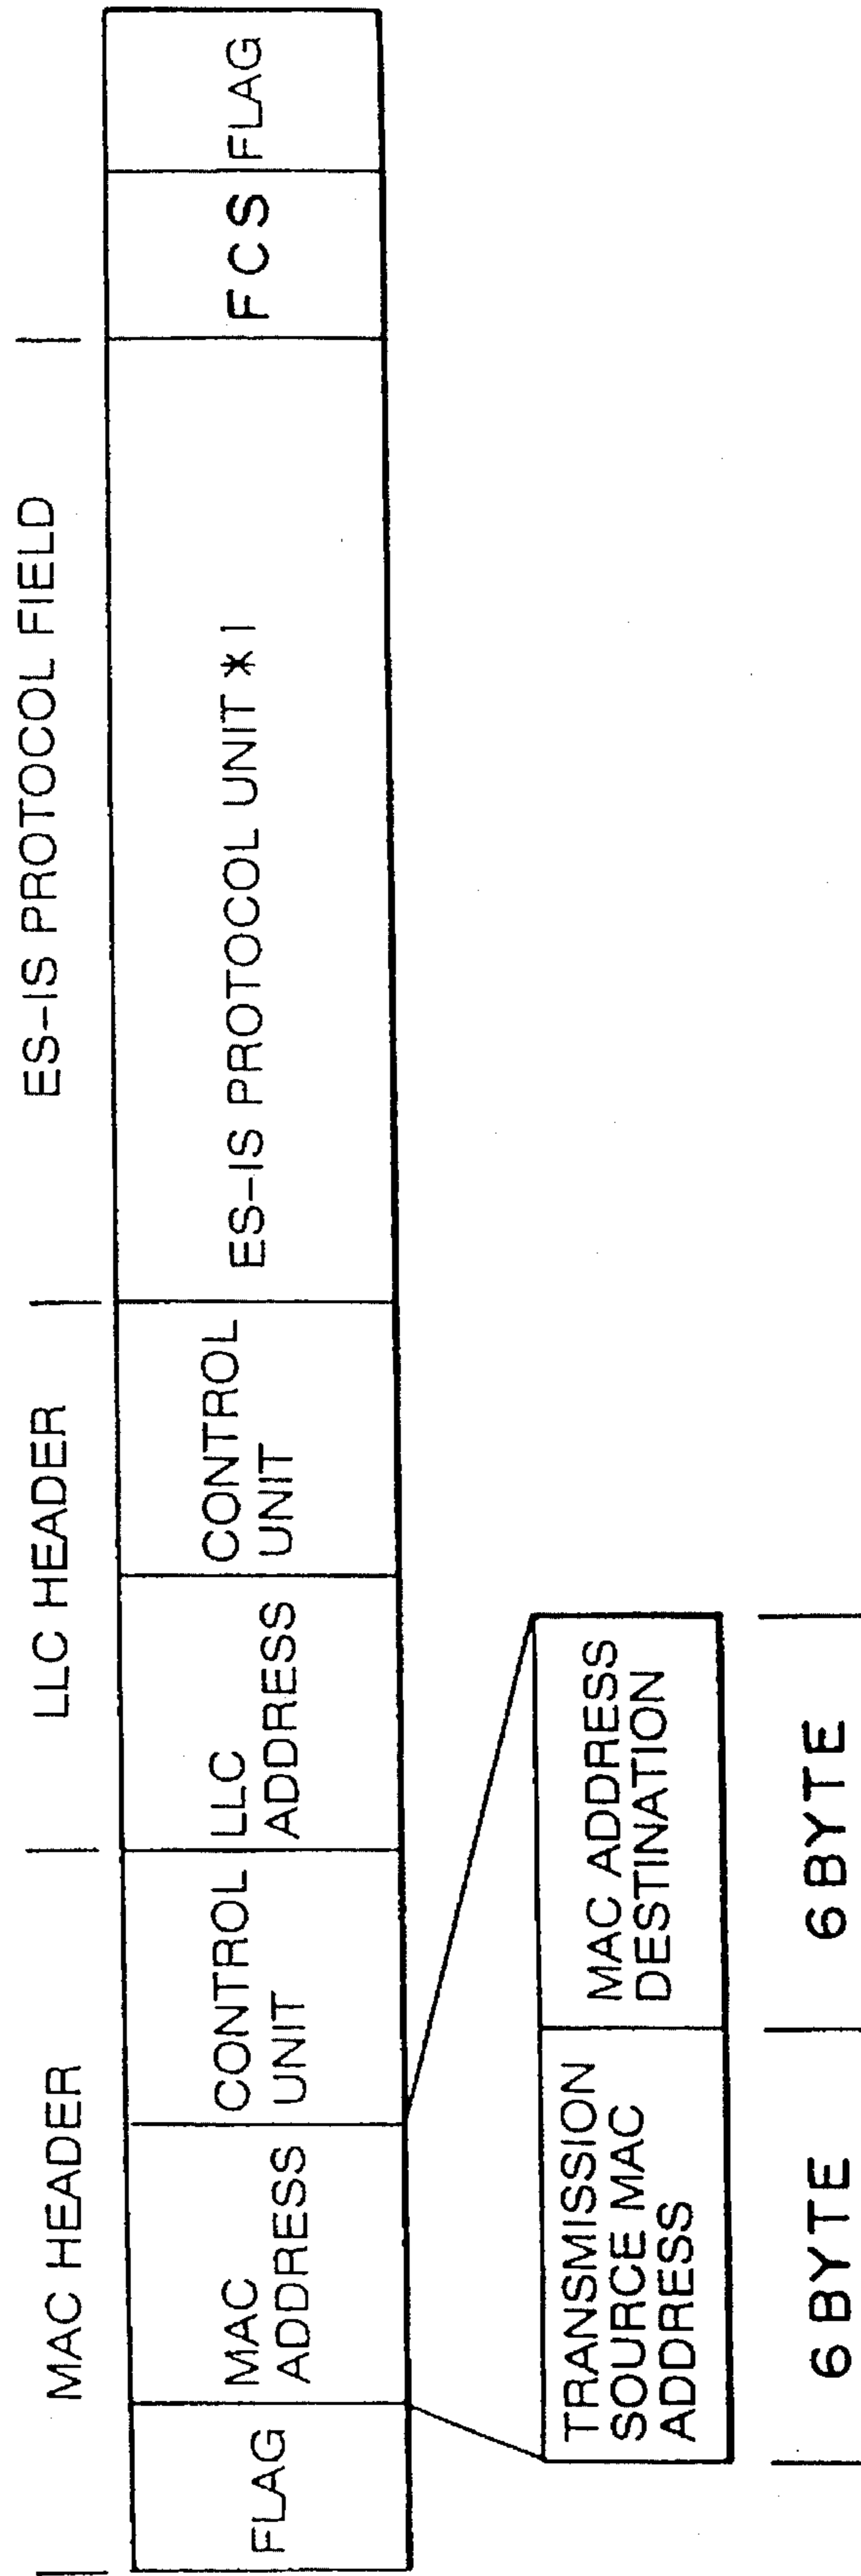 MAC HEADER
LLC HEADER
ES-IS PROTOCOL FIELD
FLAG
MAC
ADDRESS
CONTROL
UNIT
LLC
ADDRESS
CONTROL
UNIT
ES-IS PROTOCOL UNIT *1
FCS
FLAG
TRANSMISSION
SOURCE MAC
ADDRESS
MAC ADDRESS
DESTINATION
6 BYTE
6 BYTE